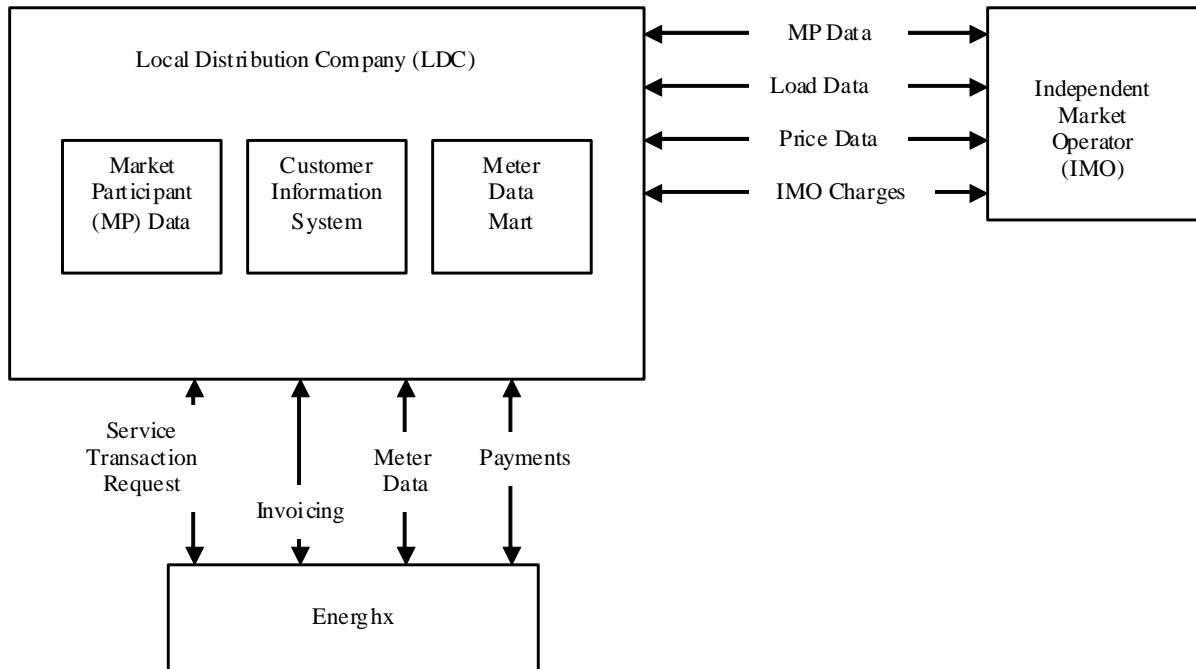 Local Distribution Company (LDC)
Market
Participant
(MP) Data
Customer
Information
System
Meter
Data
Mart
MP Data
Load Data
Price Data
IMO Charges
Independent
Market
Operator
(IMO)
Service
Transaction
Request
Invoicing
Meter
Data
Payments
Energhx